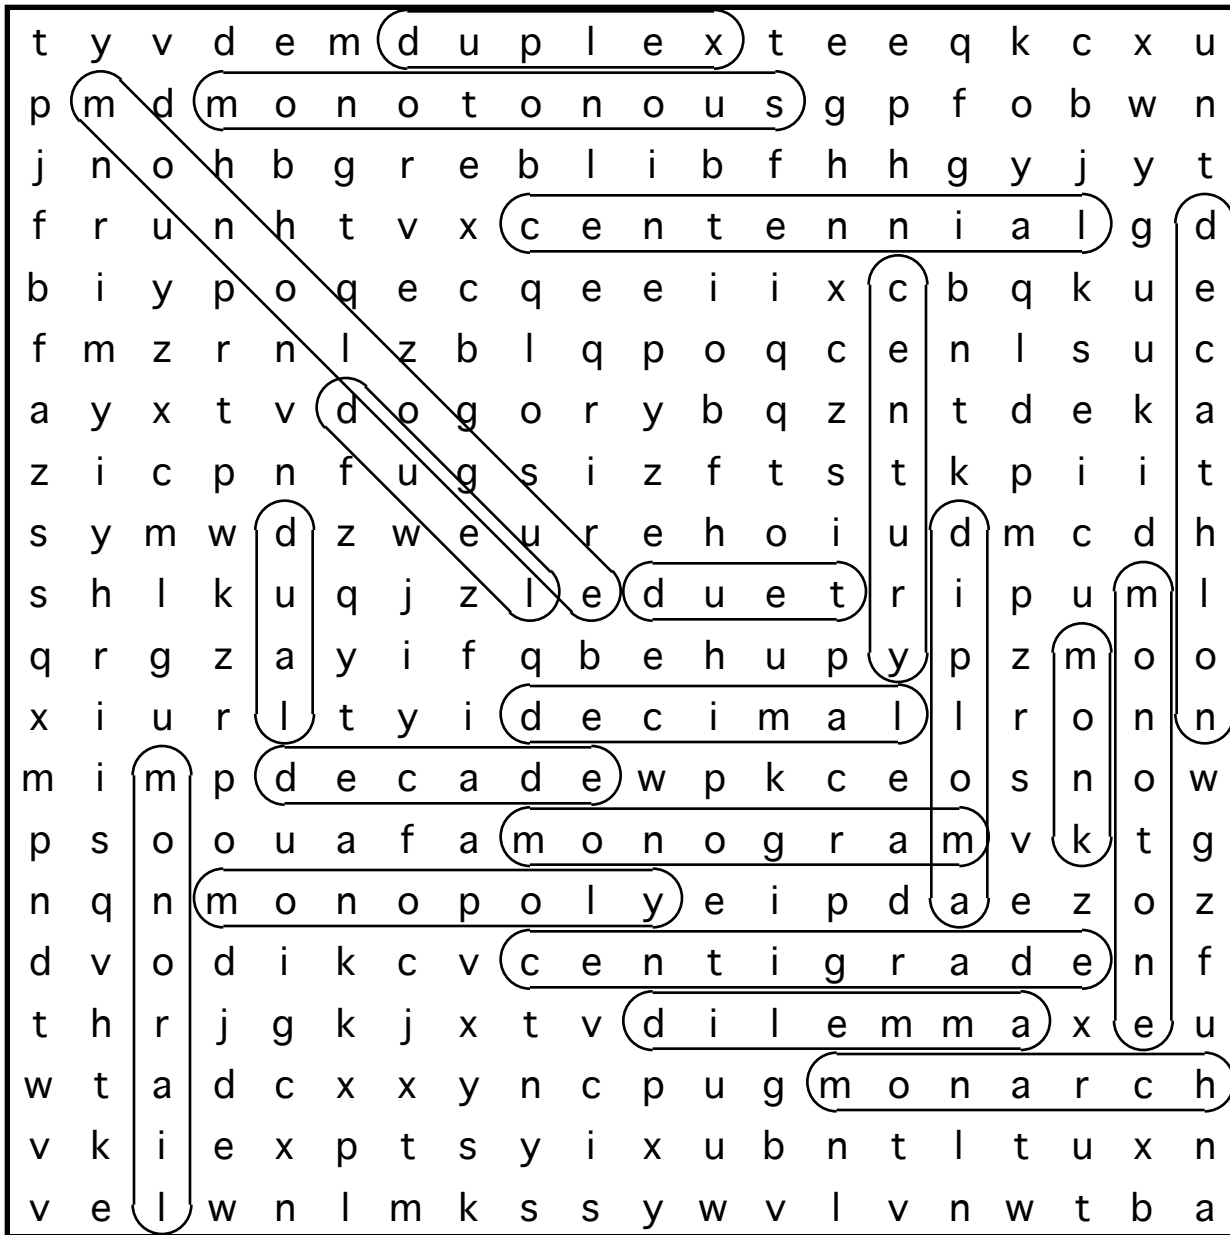 t y v d e m d u p l e x t e e q k c x u
p m d m o n o t o n o u s g p f o b w n
j n o h b g r e b l i b f h h g y j y t
f r u n h t v x c e n t e n n i a l g d
b i y p o q e c q e e i i x c b q k u e
f m z r n l z b l q p o q c e n l s u c
a y x t v d o g o r y b q z n t d e k a
z i c p n f u g s i z f t s t k p i i t
s y m w d z w e u r e h o i u d m c d h
s h l k u q j z l e d u e t r i p u m l
q r g z a y i f q b e h u p y p z m o o
x i u r l t y i d e c i m a l l r o n n
m i m p d e c a d e w p k c e o s n o w
p s o o u a f a m o n o g r a m v k t g
n q n m o n o p o l y e i p d a e z o z
d v o d i k c v c e n t i g r a d e n f
t h r j g k j x t v d i l e m m a x e u
w t a d c x x y n c p u g m o n a r c h
v k i e x p t s y i x u b n t l t u x n
v e l w n l m k s s y w v l v n w t b a